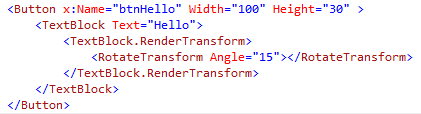 <Button x:Name="btnHello" Width="100" Height="30" >
<TextBlock Text="Hello">
<TextBlock.RenderTransform>
<RotateTransform Angle="15"></RotateTransform>
</TextBlock.RenderTransform>
</TextBlock>
</Button>